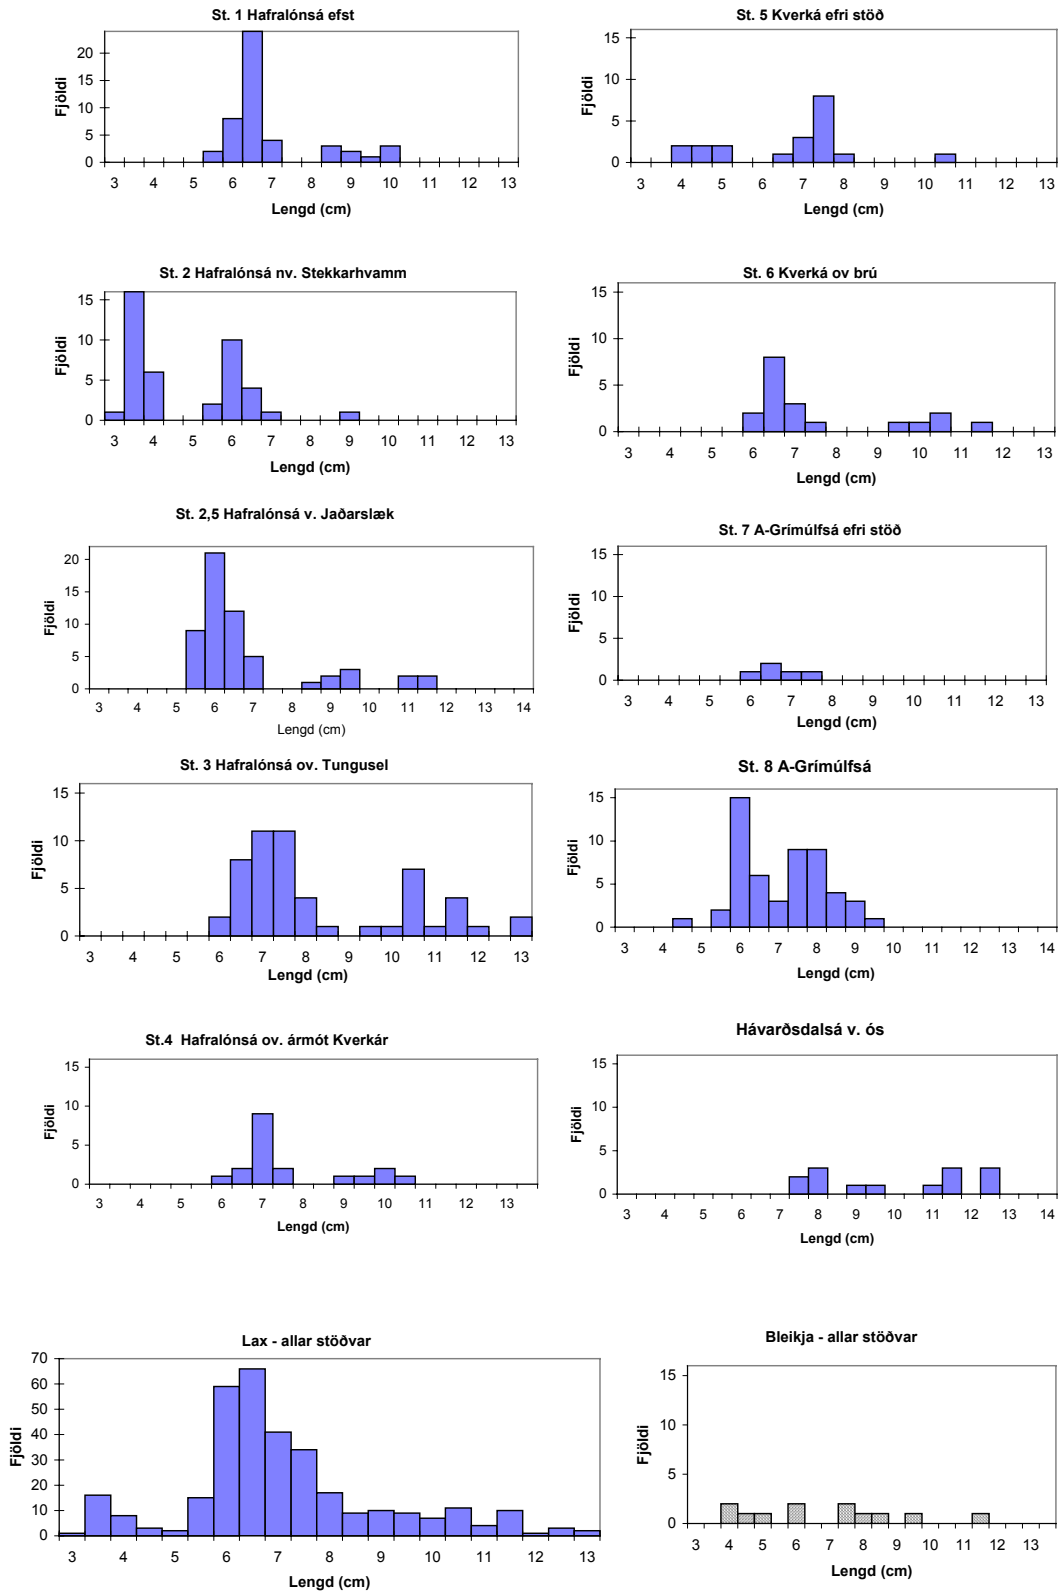 St. 1 Hafralónsá efst
Fjöldi
20
15
10
5
0
3 4 5 6 7 8 9 10 11 12 13
Lengd (cm)
St. 5 Kverká efri stöð
Fjöldi
15
10
5
0
3 4 5 6 7 8 9 10 11 12 13
Lengd (cm)
St. 2 Hafralónsá nv. Stekkarhvamm
Fjöldi
15
10
5
0
3 4 5 6 7 8 9 10 11 12 13
Lengd (cm)
St. 6 Kverká ov brú
Fjöldi
15
10
5
0
3 4 5 6 7 8 9 10 11 12 13
Lengd (cm)
St. 2,5 Hafralónsá v. Jaðarslæk
Fjöldi
20
15
10
5
0
3 4 5 6 7 8 9 10 11 12 13 14
Lengd (cm)
St. 7 A-Grímúlfsá efri stöð
Fjöldi
15
10
5
0
3 4 5 6 7 8 9 10 11 12 13
Lengd (cm)
St. 3 Hafralónsá ov. Tungusel
Fjöldi
15
10
5
0
3 4 5 6 7 8 9 10 11 12 13
Lengd (cm)
St. 8 A-Grímúlfsá
Fjöldi
15
10
5
0
3 4 5 6 7 8 9 10 11 12 13 14
Lengd (cm)
St.4 Hafralónsá ov. ármót Kverkár
Fjöldi
15
10
5
0
3 4 5 6 7 8 9 10 11 12 13
Lengd (cm)
Hávarðsdalsá v. ós
Fjöldi
15
10
5
0
3 4 5 6 7 8 9 10 11 12 13 14
Lengd (cm)
Lax - allar stöðvar
Fjöldi
70
60
50
40
30
20
10
0
3 4 5 6 7 8 9 10 11 12 13
Lengd (cm)
Bleikja - allar stöðvar
Fjöldi
15
10
5
0
3 4 5 6 7 8 9 10 11 12 13
Lengd (cm)